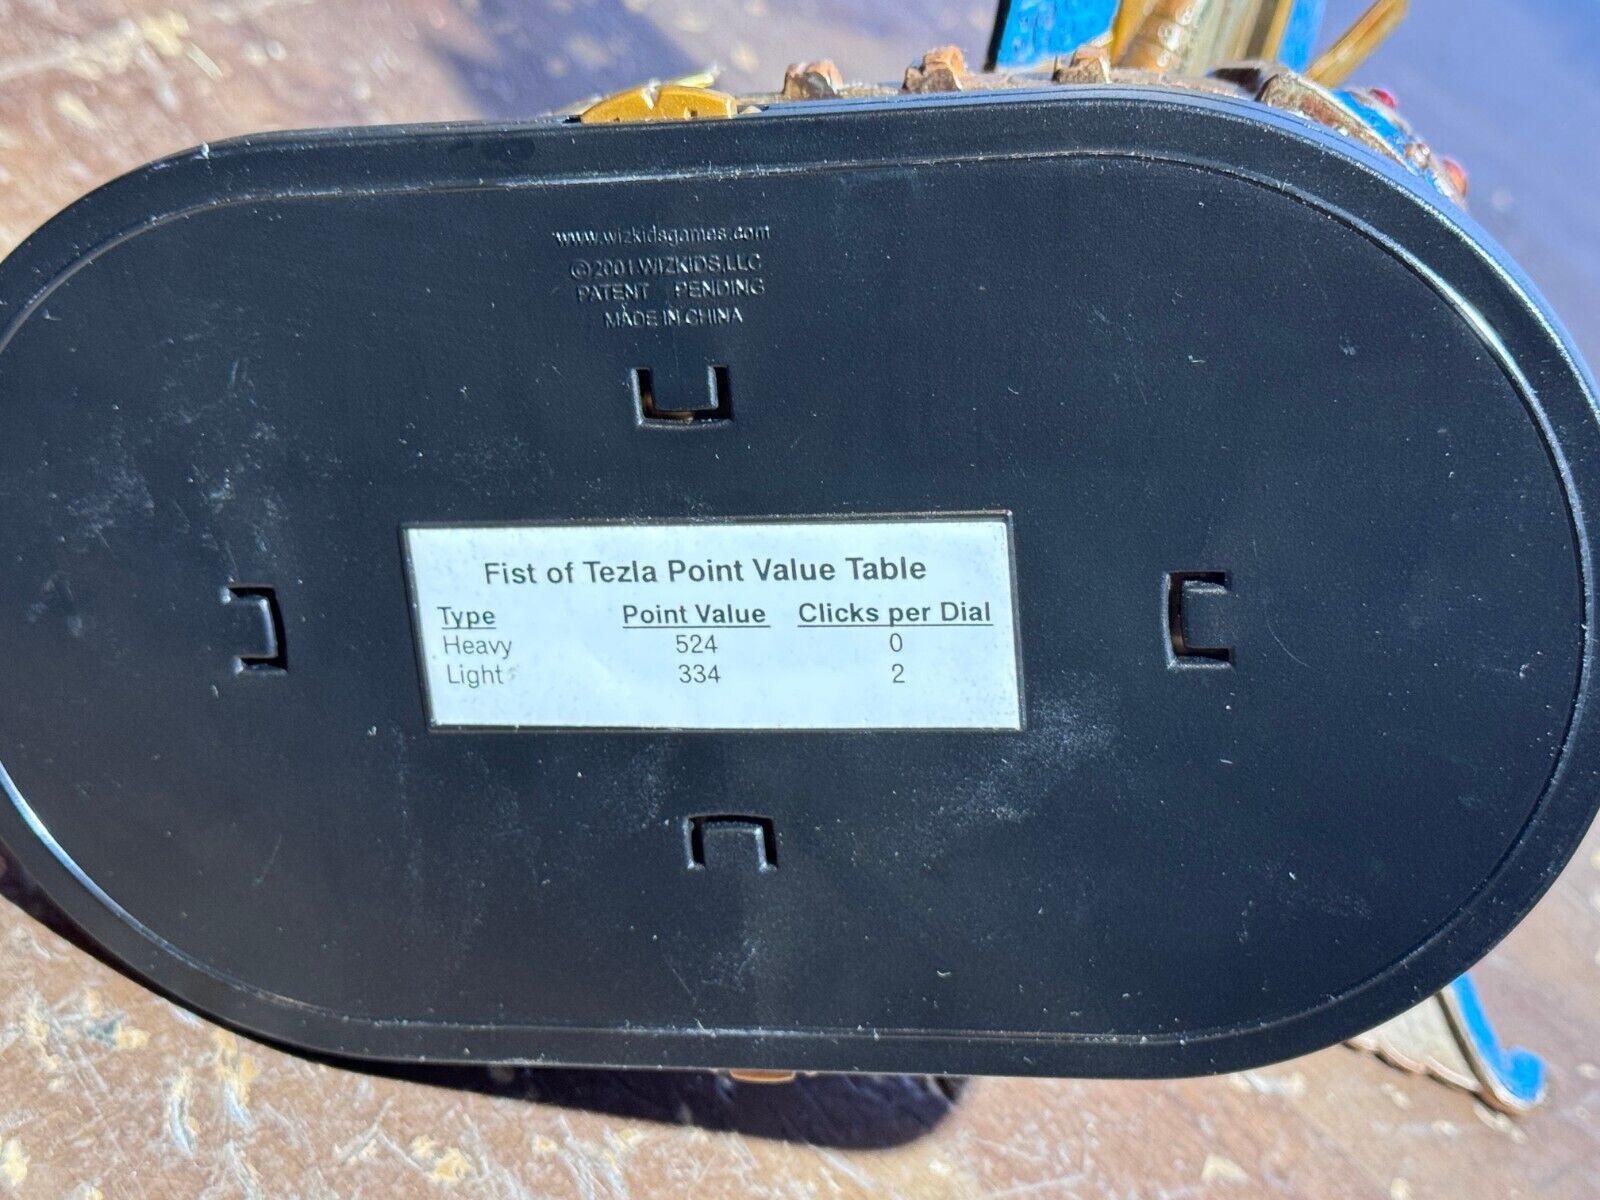 www.wizkidsgames.com
©2001 WIZKIDS,LLC
PATENT PENDING
MADE IN CHINA
Fist of Tezla Point Value Table
Type Point Value Clicks per Dial
Heavy 524 0
Light 334 2